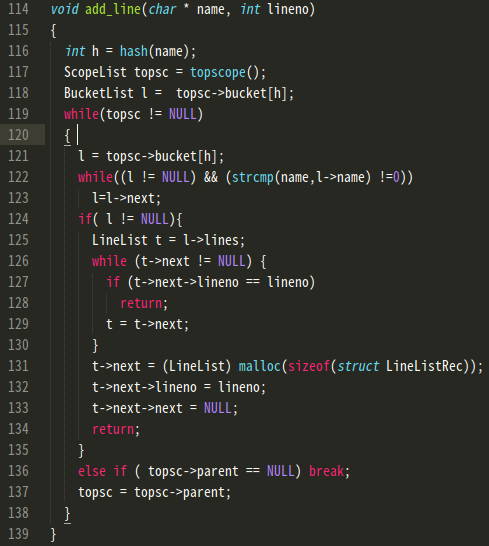 114 void add_line(char * name, int lineno)
115 {
116   int h = hash(name);
117   ScopeList topsc = topscope();
118   BucketList l =  topsc->bucket[h];
119   while(topsc != NULL)
120   {
121     l = topsc->bucket[h];
122     while((l != NULL) && (strcmp(name,l->name) !=0))
123       l=l->next;
124     if( l != NULL){
125       LineList t = l->lines;
126       while (t->next != NULL) {
127         if (t->next->lineno == lineno)
128           return;
129         t = t->next;
130       }
131       t->next = (LineList) malloc(sizeof(struct LineListRec));
132       t->next->lineno = lineno;
133       t->next->next = NULL;
134       return;
135     }
136     else if ( topsc->parent == NULL) break;
137     topsc = topsc->parent;
138   }
139 }